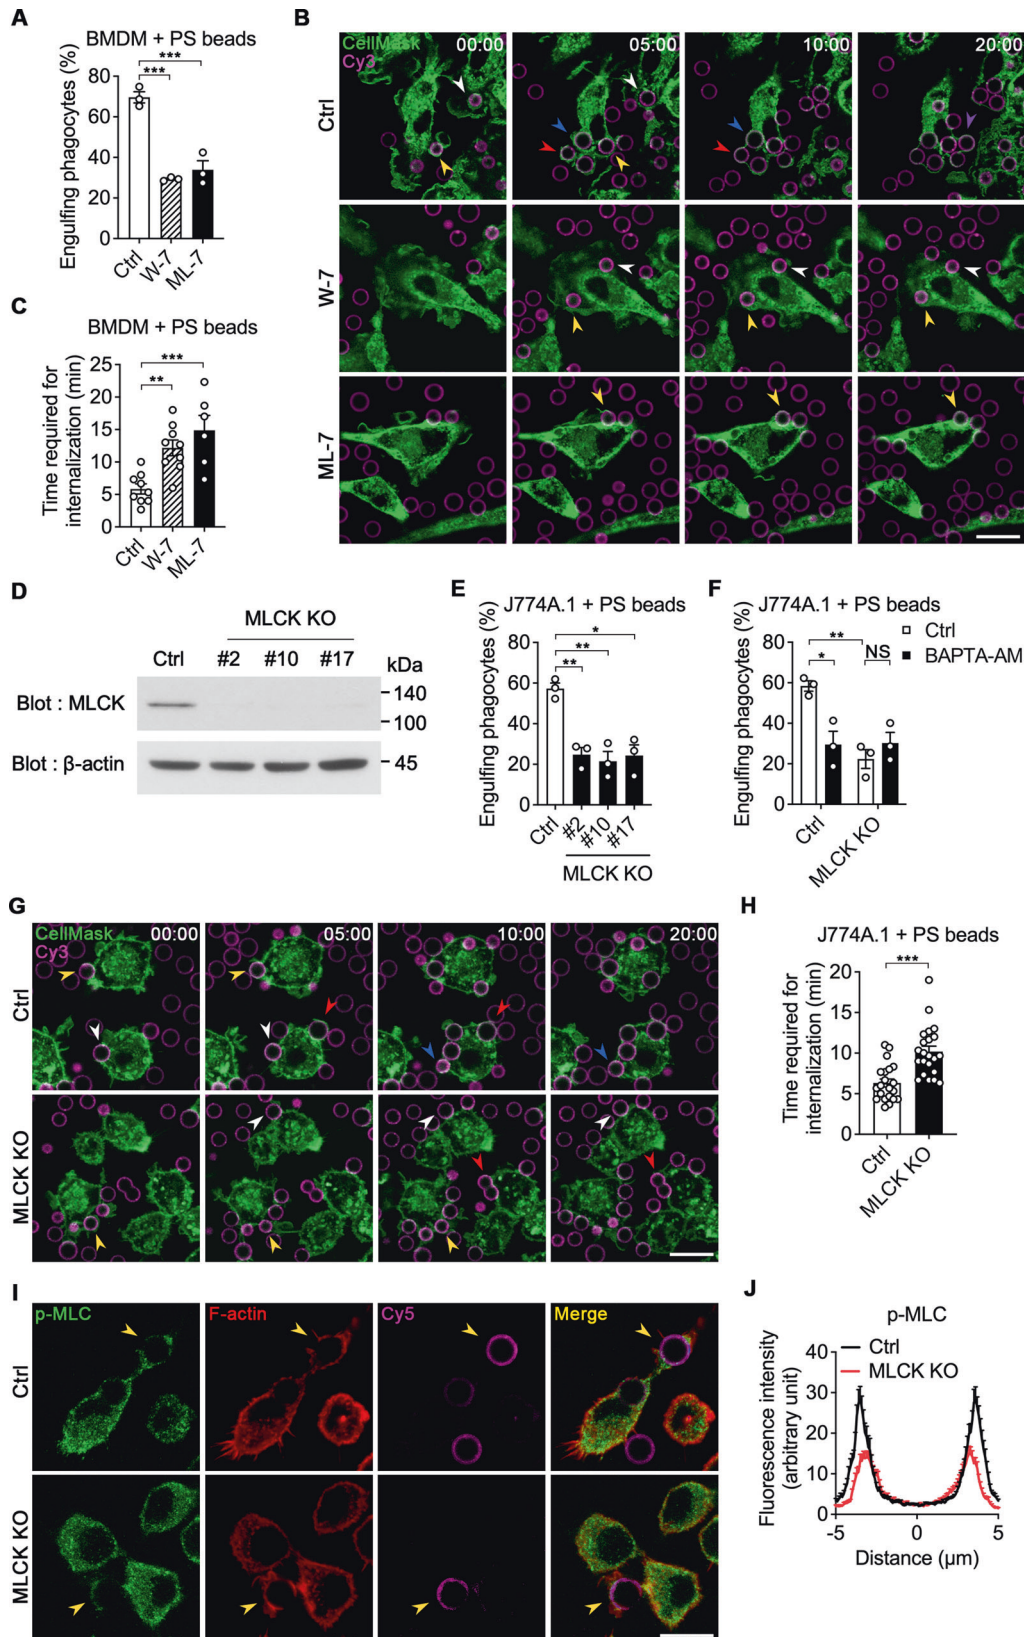 A
BMDM + PS beads
Engulfing phagocytes (%)
80
60
40
20
0
***
***
Ctrl
W-7
ML-7
B
CellMask
Cy3
00:00
05:00
10:00
20:00
Ctrl
W-7
ML-7
C
BMDM + PS beads
Time required for
internalization (min)
25
20
15
10
5
0
***
**
Ctrl
W-7
ML-7
D
MLCK KO
Ctrl
#2
#10
#17
kDa
Blot : MLCK
140
100
Blot : β-actin
45
E
J774A.1 + PS beads
Engulfing phagocytes (%)
80
60
40
20
0
*
**
**
Ctrl
#2
#10
#17
MLCK KO
F
J774A.1 + PS beads
Engulfing phagocytes (%)
80
60
40
20
0
**
*
NS
Ctrl
BAPTA-AM
Ctrl
MLCK KO
G
CellMask
Cy3
00:00
05:00
10:00
20:00
Ctrl
MLCK KO
H
J774A.1 + PS beads
Time required for
internalization (min)
20
15
10
5
0
***
Ctrl
MLCK KO
I
p-MLC
F-actin
Cy5
Merge
Ctrl
MLCK KO
J
p-MLC
Ctrl
MLCK KO
Fluorescence intensity
(arbitrary unit)
40
30
20
10
0
-5
0
5
Distance (µm)